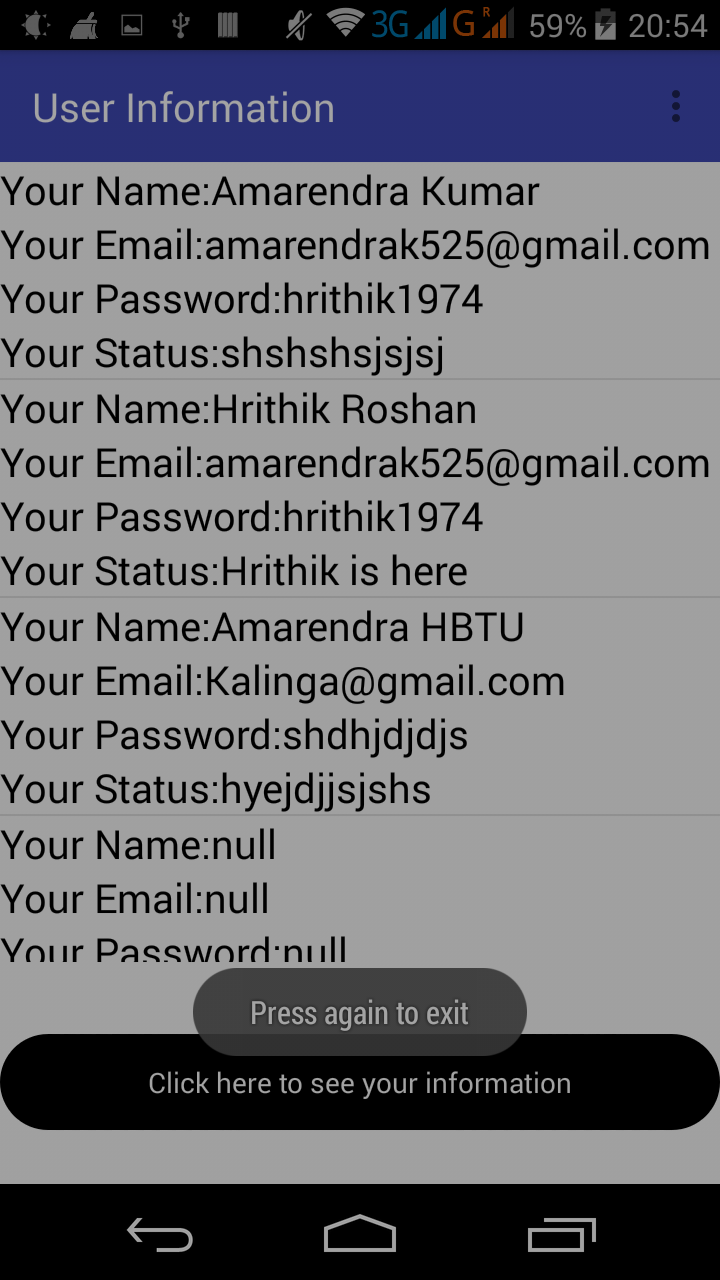 3G G R 59% 20:54
User Information
Your Name:Amarendra Kumar
Your Email:amarendrak525@gmail.com
Your Password:hrithik1974
Your Status:shshshsjsjsj
Your Name:Hrithik Roshan
Your Email:amarendrak525@gmail.com
Your Password:hrithik1974
Your Status:Hrithik is here
Your Name:Amarendra HBTU
Your Email:Kalinga@gmail.com
Your Password:shdhjdjdjs
Your Status:hyejdjjsjshs
Your Name:null
Your Email:null
Your Password:null
Press again to exit
Click here to see your information